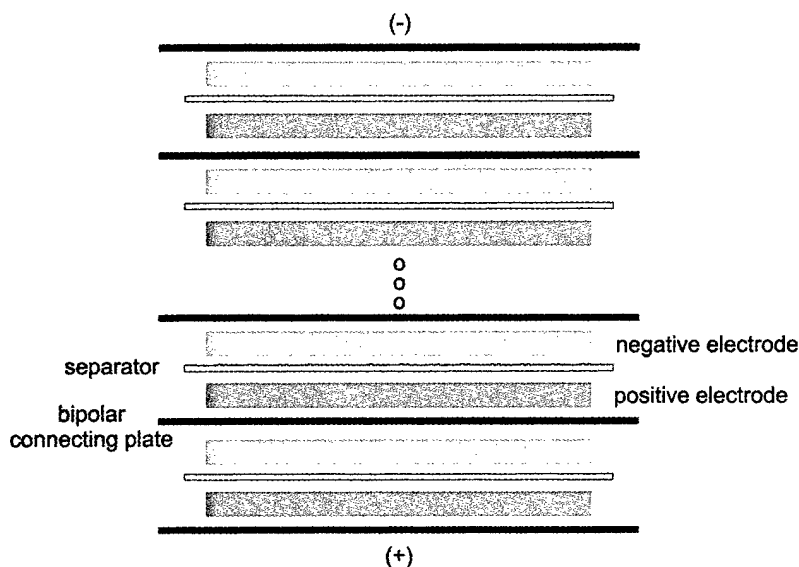 (-)
o
o
o
negative electrode
separator
positive electrode
bipolar
connecting plate
(+)